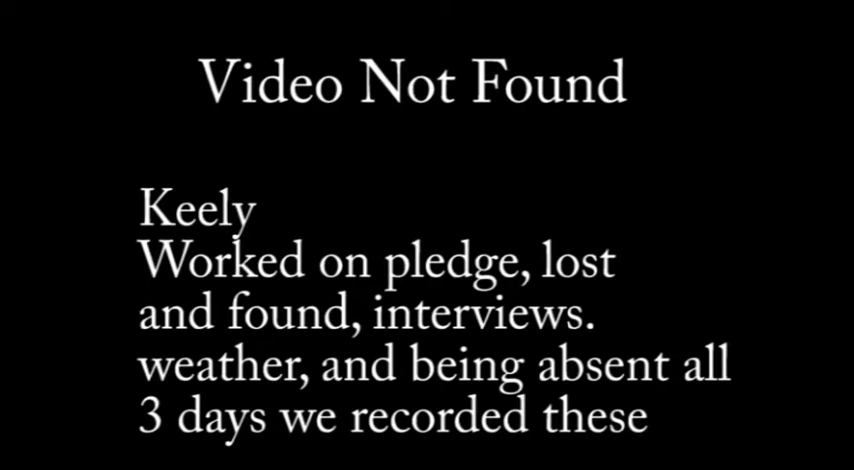 Video Not Found
Keely
Worked on pledge, lost
and found, interviews.
weather, and being absent all
3 days we recorded these